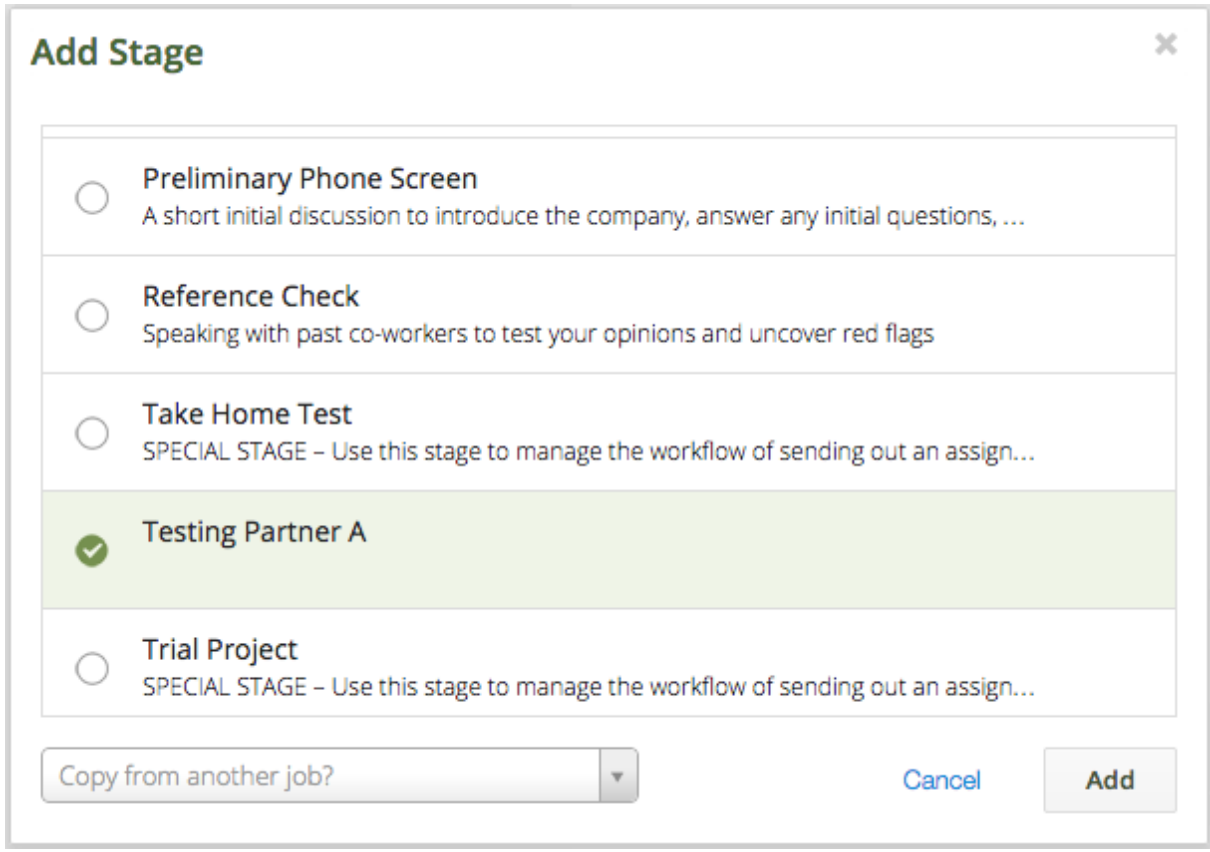 Add Stage
Preliminary Phone Screen
A short initial discussion to introduce the company, answer any initial questions, …
Reference Check
Speaking with past co-workers to test your opinions and uncover red flags
Take Home Test
SPECIAL STAGE – Use this stage to manage the workflow of sending out an assign…
Testing Partner A
Trial Project
SPECIAL STAGE – Use this stage to manage the workflow of sending out an assign…
Copy from another job?
Cancel
Add